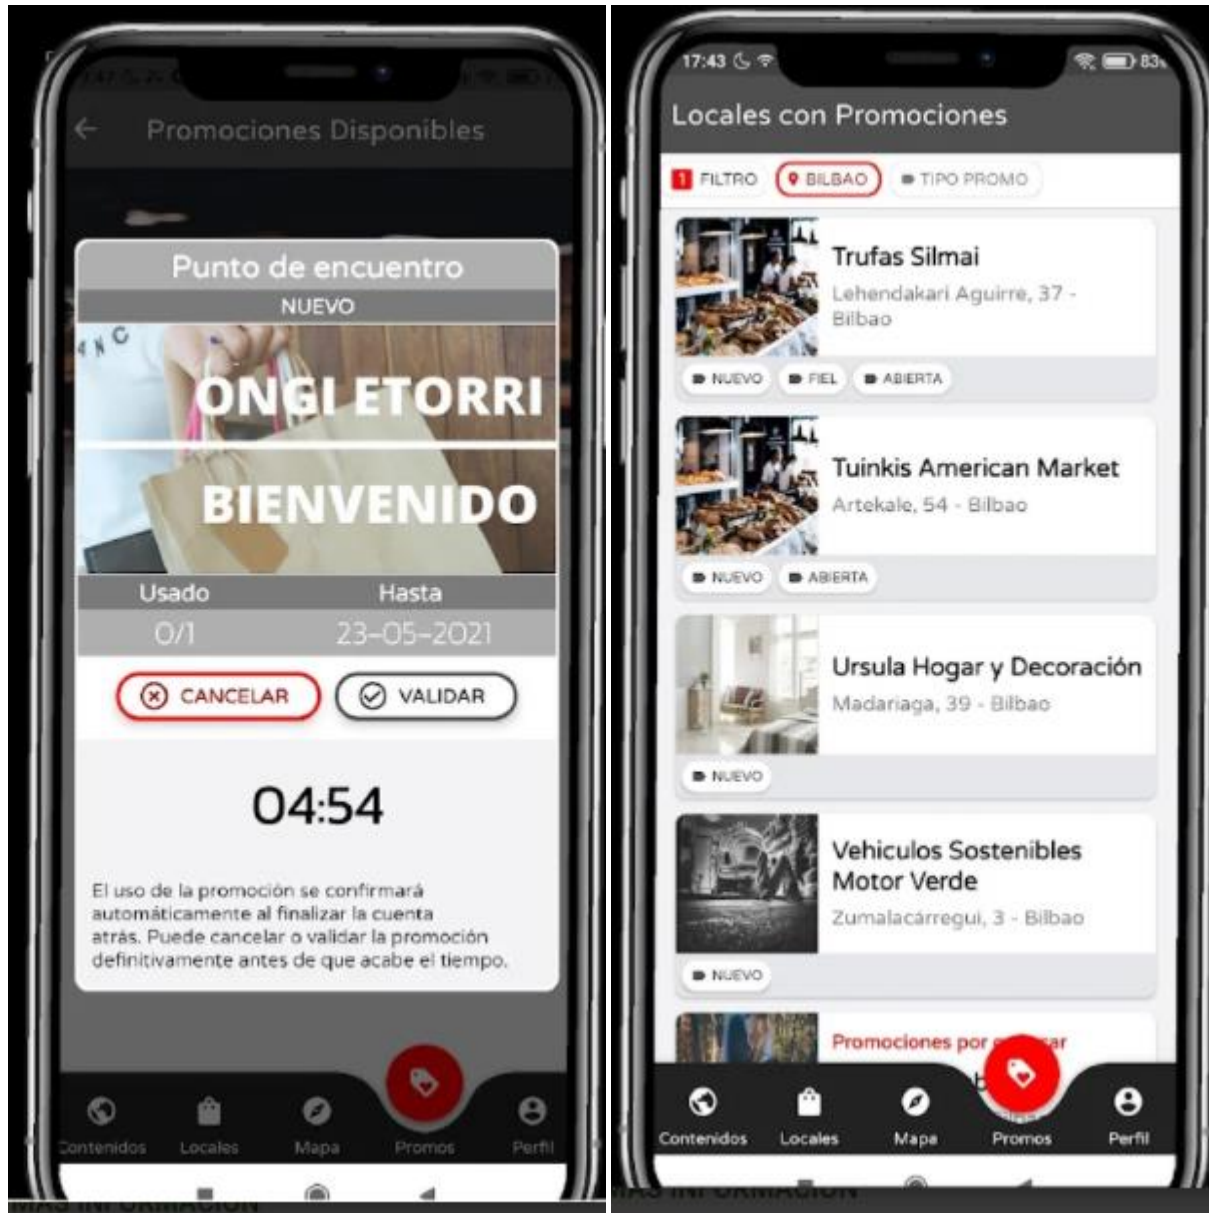 Promociones Disponibles
Punto de encuentro
NUEVO
ONGI ETORRI
BIENVENIDO
Usado Hasta
0/1 23-05-2021
CANCELAR VALIDAR
04:54
El uso de la promoción se confirmará
automáticamente al finalizar la cuenta
atrás. Puede cancelar o validar la promoción
definitivamente antes de que acabe el tiempo.
Contenidos Locales Mapa Promos Perfil
MÁS INFORMACIÓN
17:43 83
Locales con Promociones
1 FILTRO BILBAO TIPO PROMO
Trufas Silmai
Lehendakari Aguirre, 37 -
Bilbao
NUEVO FIEL ABIERTA
Tuinkis American Market
Artekale, 54 - Bilbao
NUEVO ABIERTA
Ursula Hogar y Decoración
Madariaga, 39 - Bilbao
NUEVO
Vehiculos Sostenibles
Motor Verde
Zumalacárregui, 3 - Bilbao
NUEVO
Promociones por
Contenidos Locales Mapa Promos Perfil
MÁS INFORMACIÓN